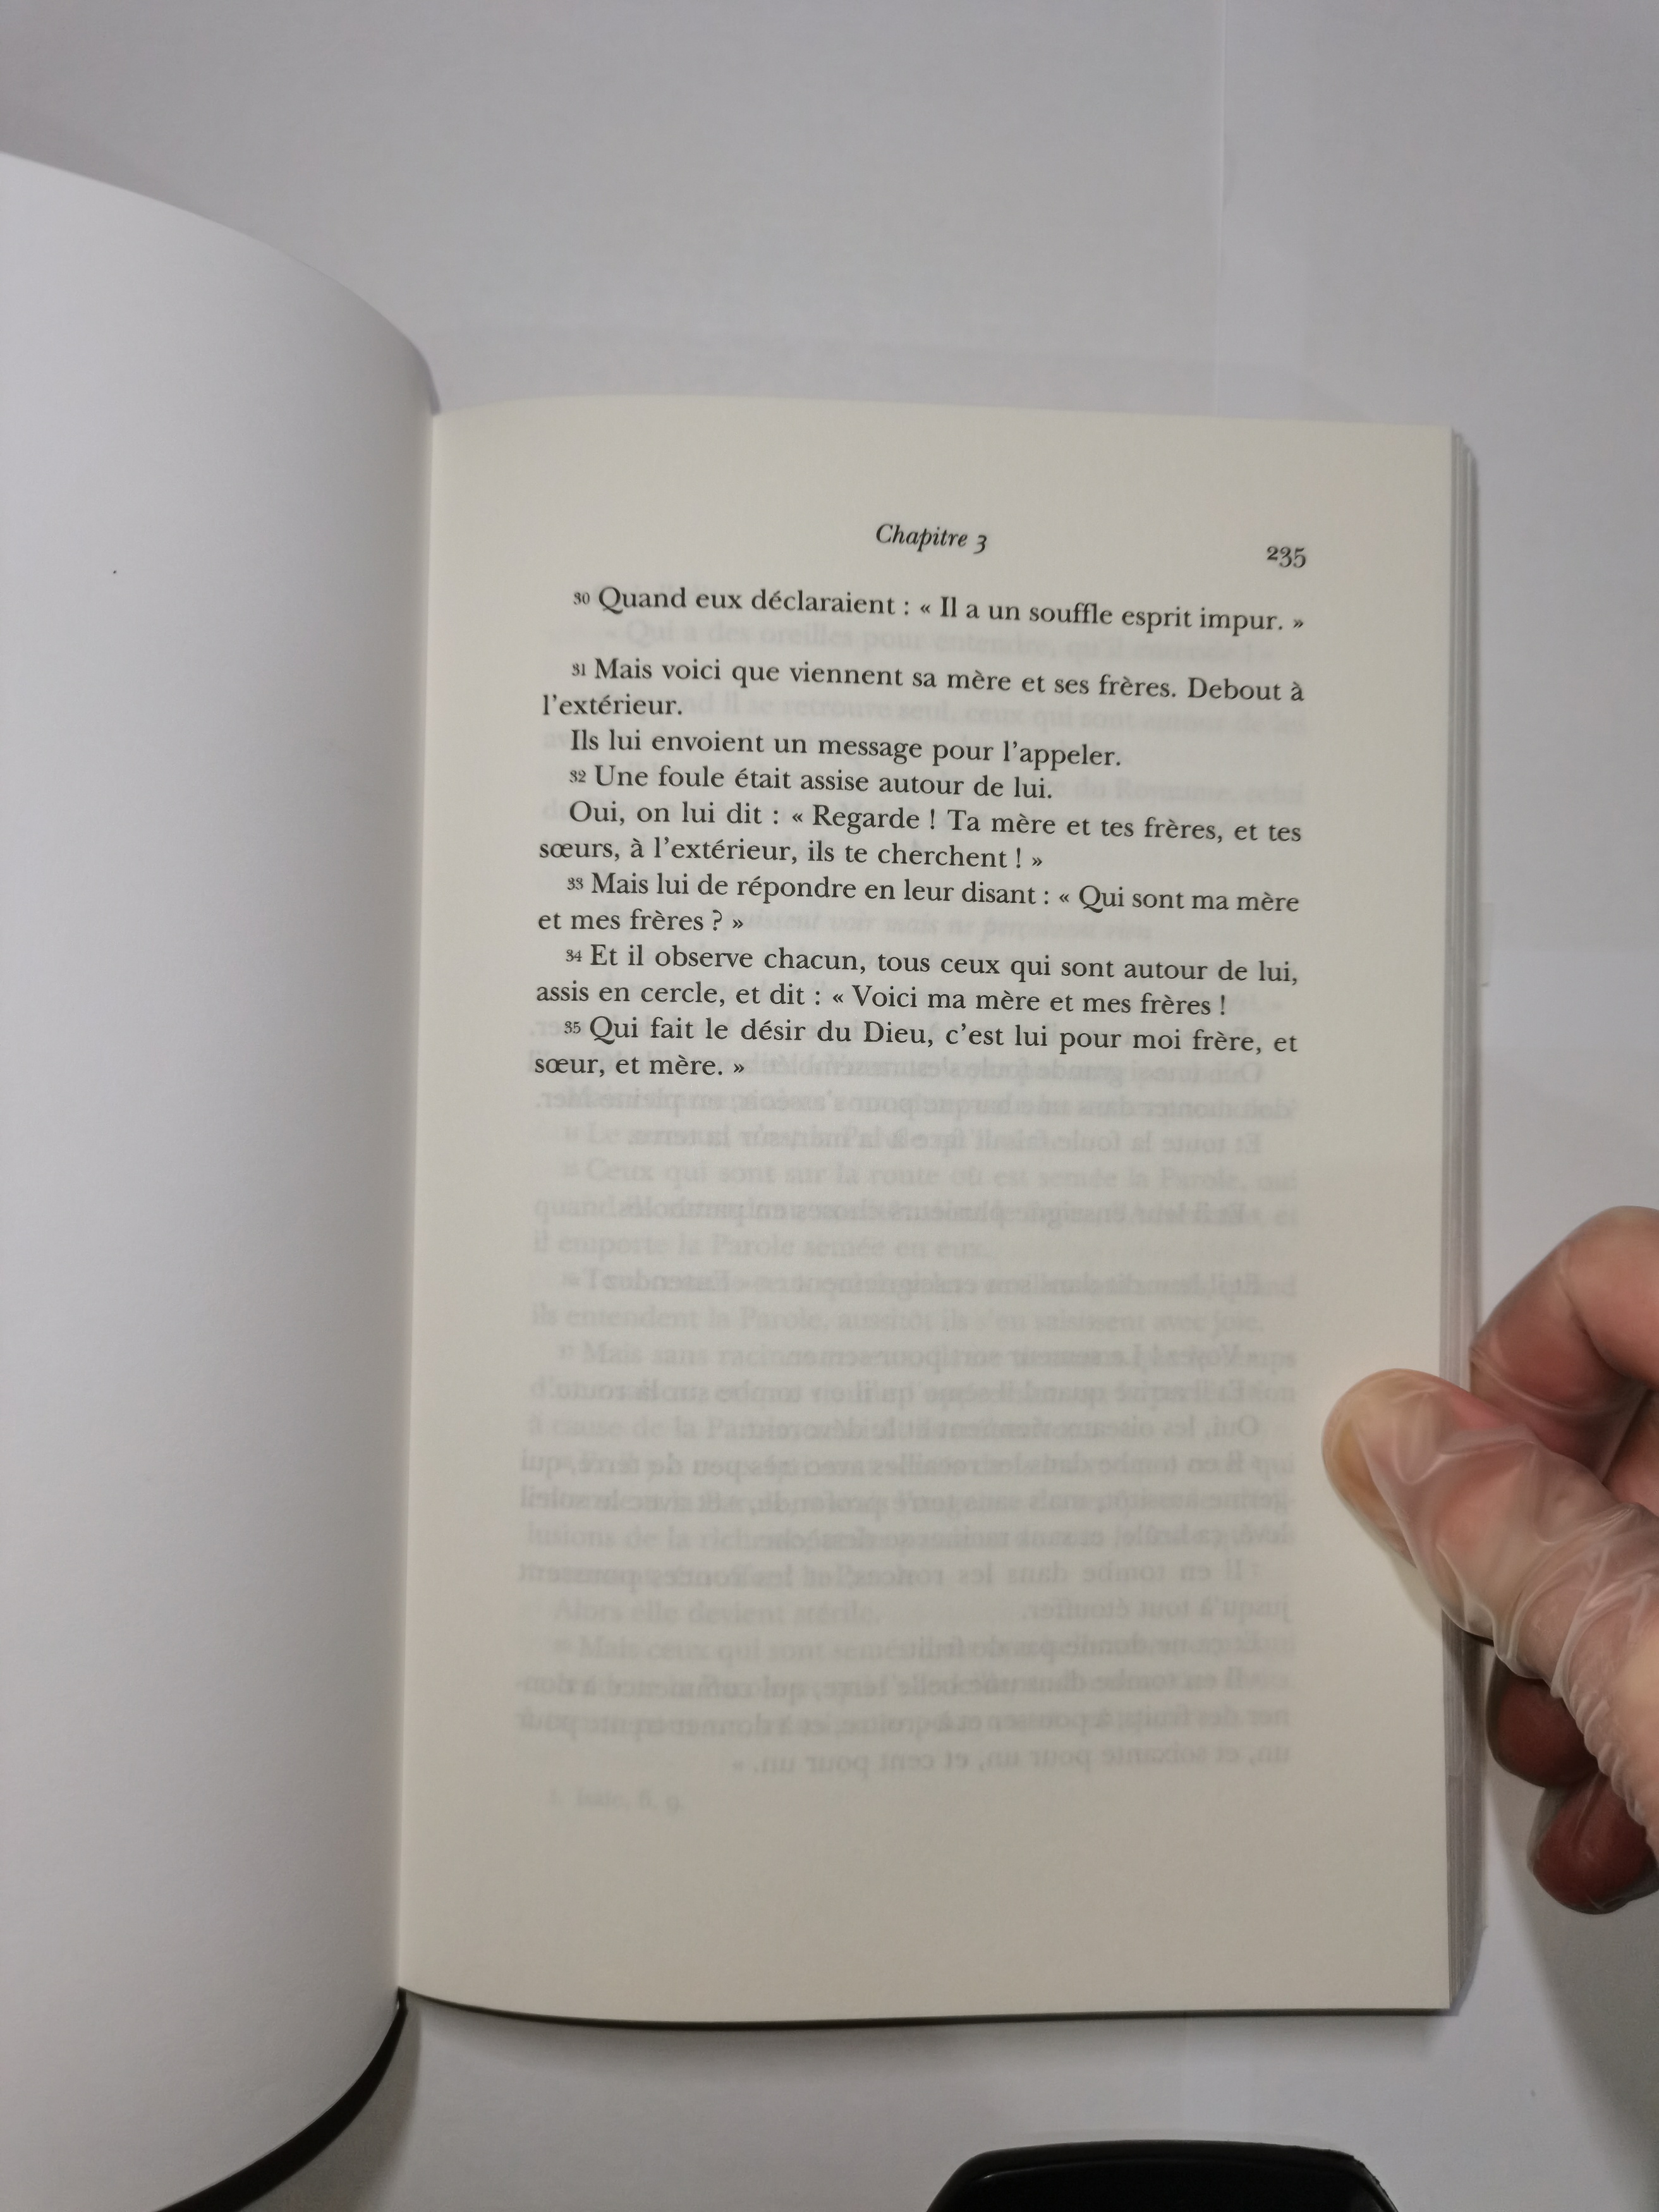 Chapitre 3
235
30 Quand eux déclaraient : « Il a un souffle esprit impur. »
31 Mais voici que viennent sa mère et ses frères. Debout à
l'extérieur.
Ils lui envoient un message pour l'appeler.
32 Une foule était assise autour de lui.
Oui, on lui dit : « Regarde ! Ta mère et tes frères, et tes
sœurs, à l'extérieur, ils te cherchent ! »
33 Mais lui de répondre en leur disant : « Qui sont ma mère
et mes frères ? »
34 Et il observe chacun, tous ceux qui sont autour de lui,
assis en cercle, et dit : « Voici ma mère et mes frères !
35 Qui fait le désir du Dieu, c'est lui pour moi frère, et
sœur, et mère. »